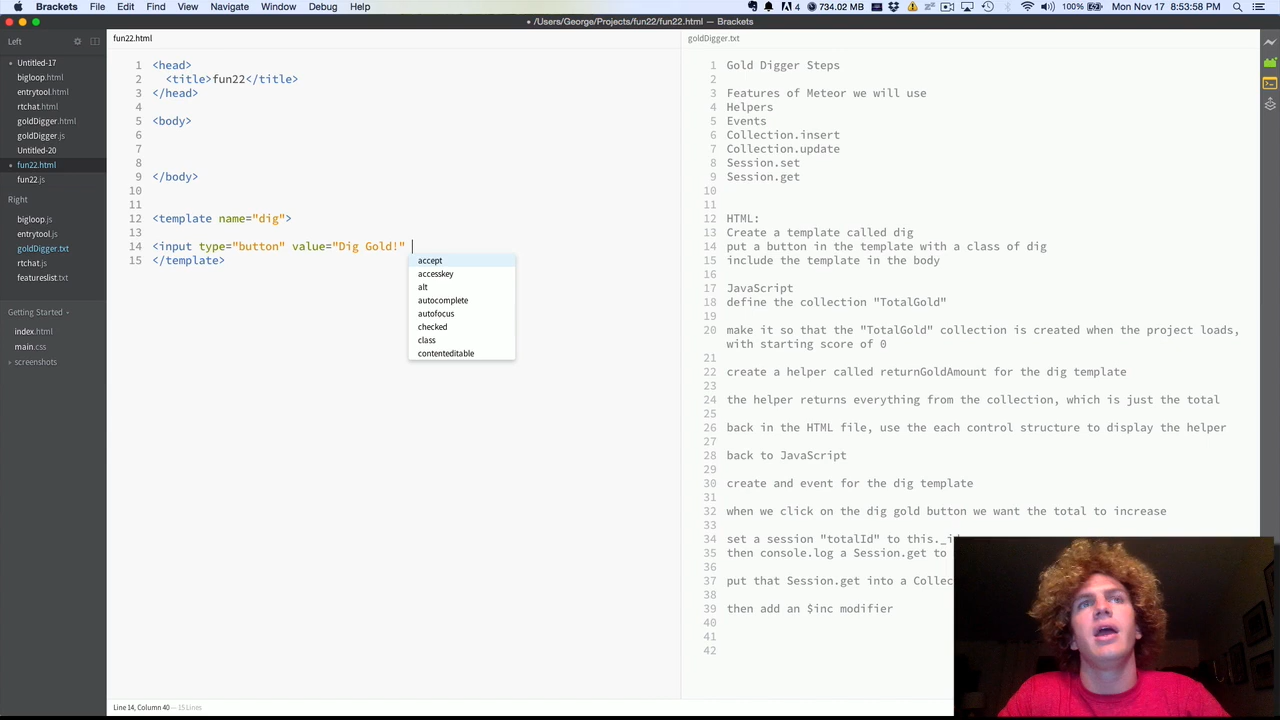 Brackets File Edit Find View Navigate Window Debug Help
4 734.02 MB 100% Mon Nov 17 8:53:58 PM
• /Users/George/Projects/fun22/fun22.html — Brackets
Left
• Untitled-17
bigloop.html
entrytool.html
rtchat.html
goldDigger.html
goldDigger.js
Untitled-20
• fun22.html
fun22.js
Right
bigloop.js
entrytool.js
goldDigger.txt
rtchat.js
featureslist.txt
Getting Started
index.html
main.css
screenshots
fun22.html
1 <head>
2 <title>fun22</title>
3 </head>
4
5 <body>
6
7
8
9 </body>
10
11
12 <template name="dig">
13
14 <input type="button" value="Dig Gold!"
15 </template>
accept
accesskey
alt
autocomplete
autofocus
checked
class
contenteditable
Line 14, Column 40 — 15 Lines
goldDigger.txt
1 Gold Digger Steps
2
3 Features of Meteor we will use
4 Helpers
5 Events
6 Collection.insert
7 Collection.update
8 Session.set
9 Session.get
10
11
12 HTML:
13 Create a template called dig
14 put a button in the template with a class of dig
15 include the template in the body
16
17 JavaScript
18 define the collection "TotalGold"
19
20 make it so that the "TotalGold" collection is created when the project loads,
with starting score of 0
21
22 create a helper called returnGoldAmount for the dig template
23
24 the helper returns everything from the collection, which is just the total
25
26 back in the HTML file, use the each control structure to display the helper
27
28 back to JavaScript
29
30 create and event for the dig template
31
32 when we click on the dig gold button we want the total to increase
33
34 set a session "totalId" to this._i
35 then console.log a Session.get to
36
37 put that Session.get into a Collec
38
39 then add an $inc modifier
40
41
42